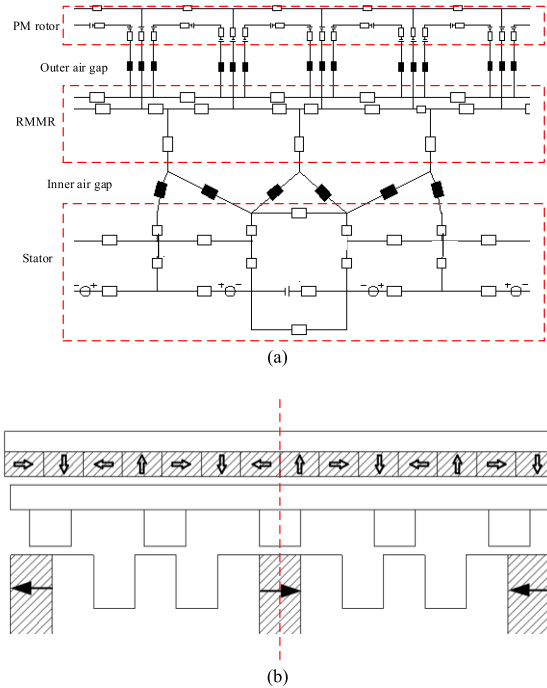 PM rotor
Outer air gap
RMMR
Inner air gap
Stator
- + + - - + + -
(a)
(b)